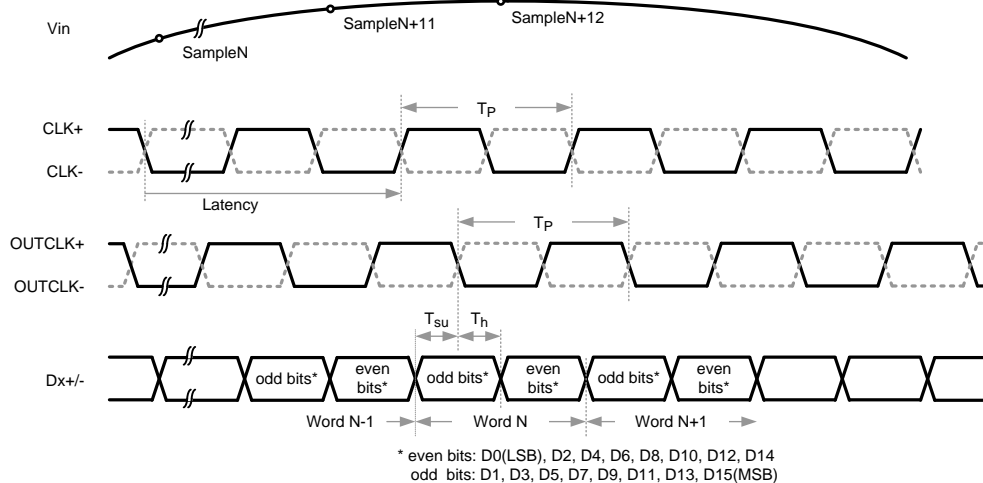 Vin
SampleN
SampleN+11
SampleN+12
TP
CLK+
CLK-
Latency
TP
OUTCLK+
OUTCLK-
Tsu
Th
Dx+/-
odd bits*
even bits*
odd bits*
even bits*
odd bits*
even bits*
Word N-1
Word N
Word N+1
* even bits: D0(LSB), D2, D4, D6, D8, D10, D12, D14
odd bits: D1, D3, D5, D7, D9, D11, D13, D15(MSB)